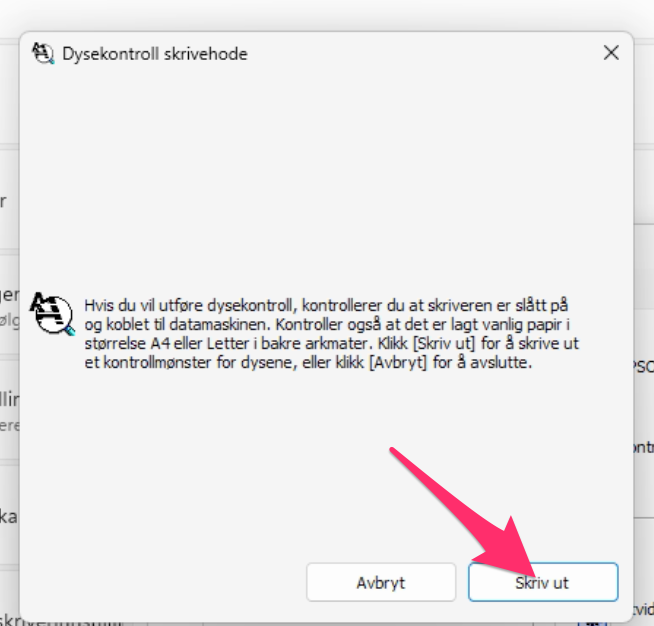 Dysekontroll skrivehode
r
Hvis du vil utføre dysekontroll, kontrollerer du at skriveren er slått på
og koblet til datamaskinen. Kontroller også at det er lagt vanlig papir i
størrelse A4 eller Letter i bakre arkmater. Klikk [Skriv ut] for å skrive ut
et kontrollmønster for dysene, eller klikk [Avbryt] for å avslutte.
Avbryt
Skriv ut